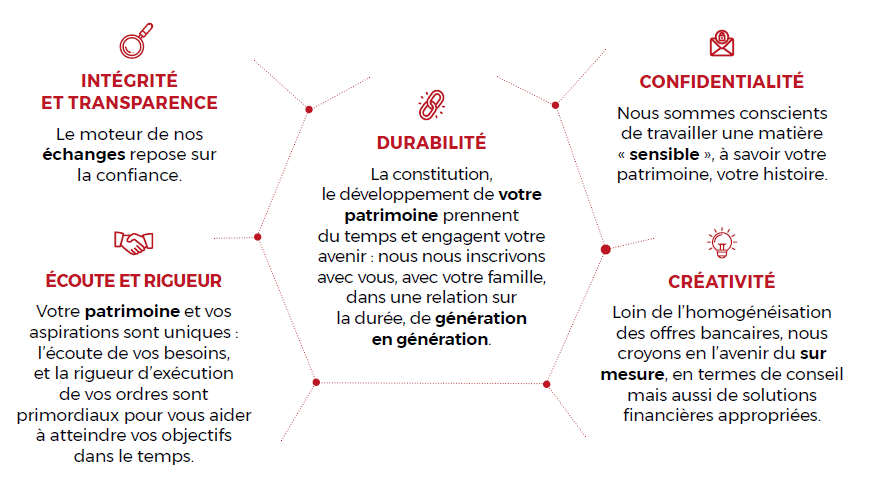 INTÉGRITÉ
ET TRANSPARENCE
Le moteur de nos
échanges repose sur
la confiance.
ÉCOUTE ET RIGUEUR
Votre patrimoine et vos
aspirations sont uniques :
l’écoute de vos besoins,
et la rigueur d’exécution
de vos ordres sont
primordiaux pour vous aider
à atteindre vos objectifs
dans le temps.
DURABILITÉ
La constitution,
le développement de votre
patrimoine prennent
du temps et engagent votre
avenir : nous nous inscrivons
avec vous, avec votre famille,
dans une relation sur
la durée, de génération
en génération.
CONFIDENTIALITÉ
Nous sommes conscients
de travailler une matière
« sensible », à savoir votre
patrimoine, votre histoire.
CRÉATIVITÉ
Loin de l’homogénéisation
des offres bancaires, nous
croyons en l’avenir du sur
mesure, en termes de conseil
mais aussi de solutions
financières appropriées.